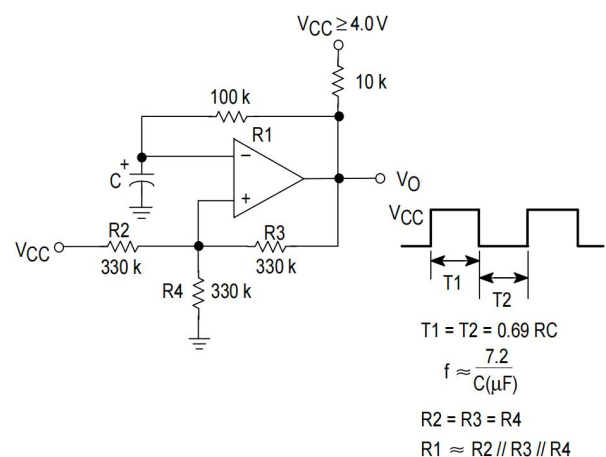 VCC ≥ 4.0 V
10 k
100 k
R1
+
−
C
+
VO
R2
R3
VCC
330 k
330 k
R4
330 k
VCC
T1
T2
T1 = T2 = 0.69 RC
f ≈ 7.2
C(μF)
R2 = R3 = R4
R1 ≈ R2 // R3 // R4